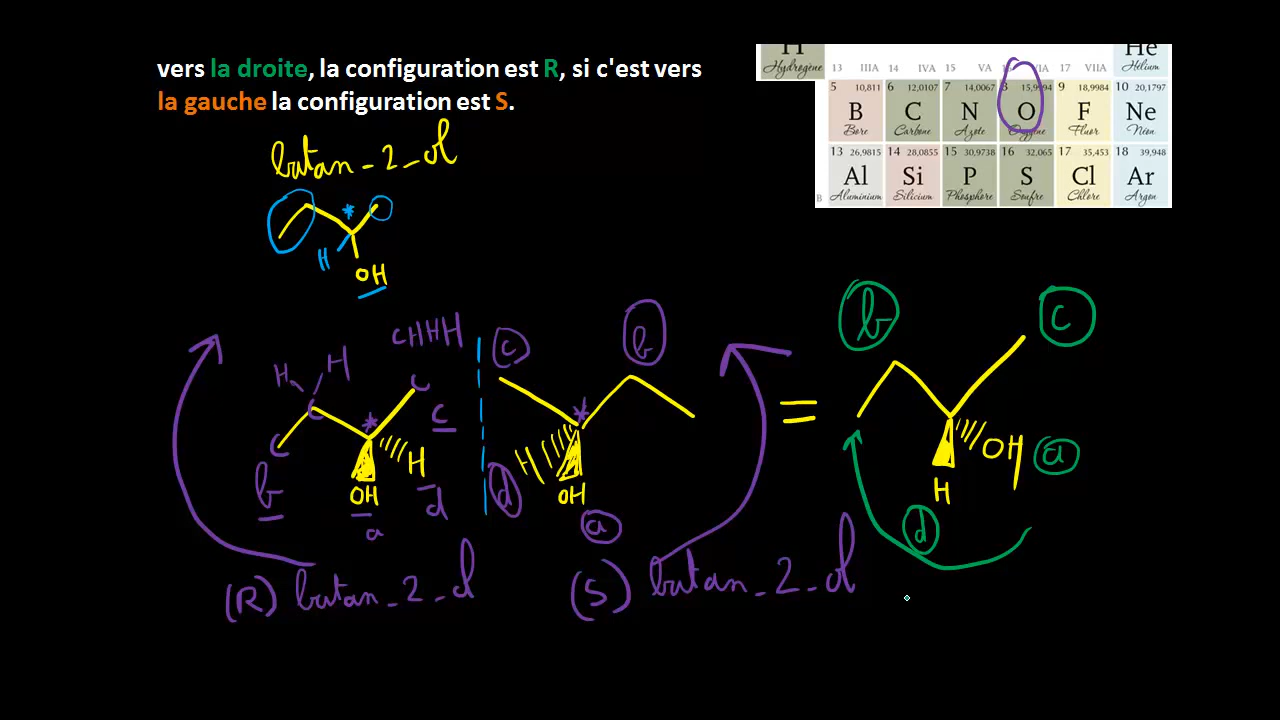 vers la droite, la configuration est R, si c'est vers
la gauche la configuration est S.
H
Hydrogène
He
Hélium
13 IIIA 14 IVA 15 VA VIA 17 VIIA
5 10,811 6 12,0107 7 14,0067 8 15,9994 9 18,9984 10 20,1797
B C N O F Ne
Bore Carbone Azote Oxygène Fluor Néon
13 26,9815 14 28,0855 15 30,9738 16 32,065 17 35,453 18 39,948
Al Si P S Cl Ar
Aluminium Silicium Phosphore Soufre Chlore Argon
B
butan-2-ol
*
H
OH
CHHH
H H
C C
* c
C H
b OH d
a
c b
*
H
d OH
a
b c
OH a
H
d
=
(R) butan-2-ol
(S) butan-2-ol